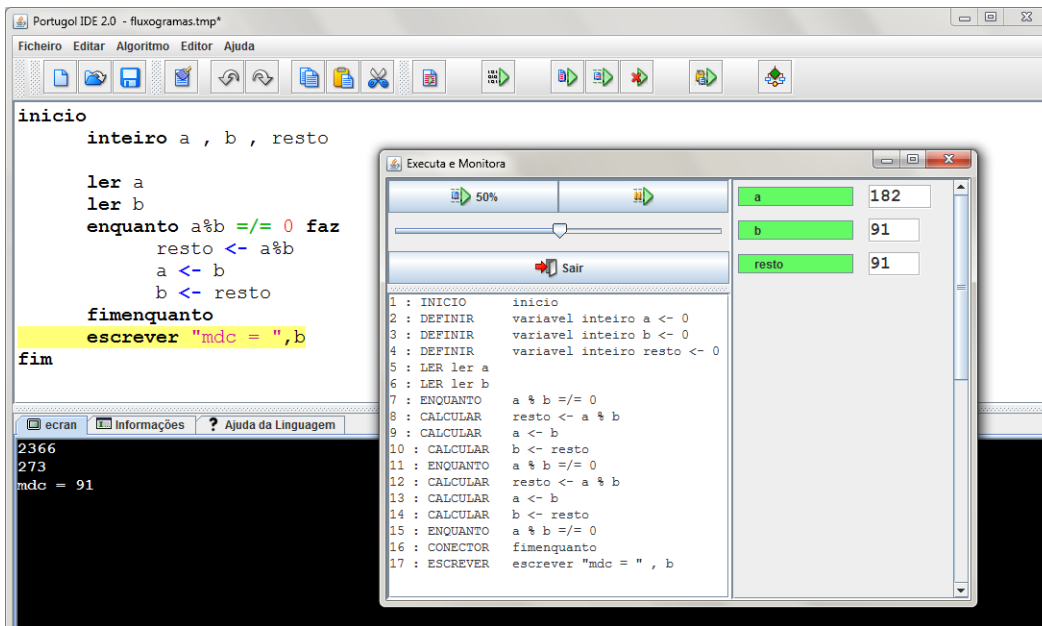 Portugol IDE 2.0 - fluxogramas.tmp*
Ficheiro Editar Algoritmo Editor Ajuda
inicio
inteiro a , b , resto
ler a
ler b
enquanto a%b =/= 0 faz
resto <- a%b
a <- b
b <- resto
fimenquanto
escrever "mdc = ",b
fim
ecran Informações ? Ajuda da Linguagem
2366
273
mdc = 91
Executa e Monitora
50%
Sair
1 : INICIO inicio
2 : DEFINIR variavel inteiro a <- 0
3 : DEFINIR variavel inteiro b <- 0
4 : DEFINIR variavel inteiro resto <- 0
5 : LER ler a
6 : LER ler b
7 : ENQUANTO a % b =/= 0
8 : CALCULAR resto <- a % b
9 : CALCULAR a <- b
10 : CALCULAR b <- resto
11 : ENQUANTO a % b =/= 0
12 : CALCULAR resto <- a % b
13 : CALCULAR a <- b
14 : CALCULAR b <- resto
15 : ENQUANTO a % b =/= 0
16 : CONECTOR fimenquanto
17 : ESCREVER escrever "mdc = " , b
a 182
b 91
resto 91